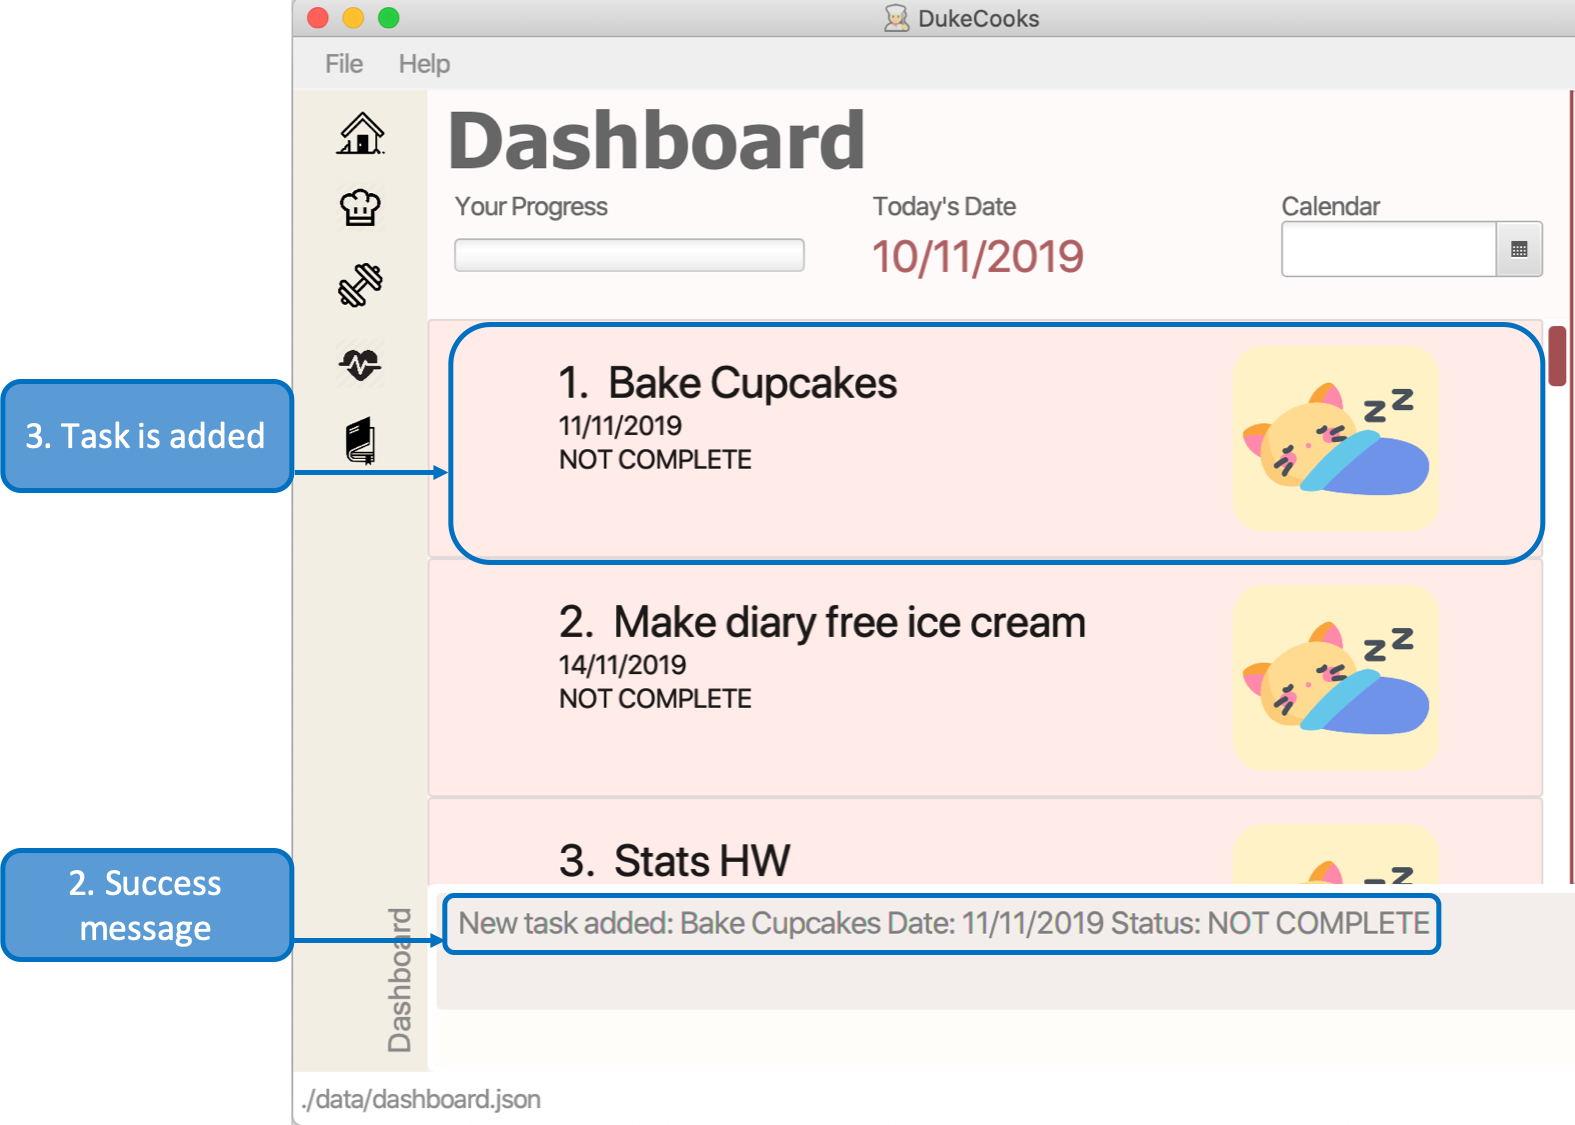 DukeCooks
File Help
Dashboard
Your Progress
Today's Date
Calendar
10/11/2019
1. Bake Cupcakes
11/11/2019
NOT COMPLETE
z z
3. Task is added
2. Make diary free ice cream
14/11/2019
NOT COMPLETE
z z
3. Stats HW
z
2. Success
message
New task added: Bake Cupcakes Date: 11/11/2019 Status: NOT COMPLETE
Dashboard
./data/dashboard.json